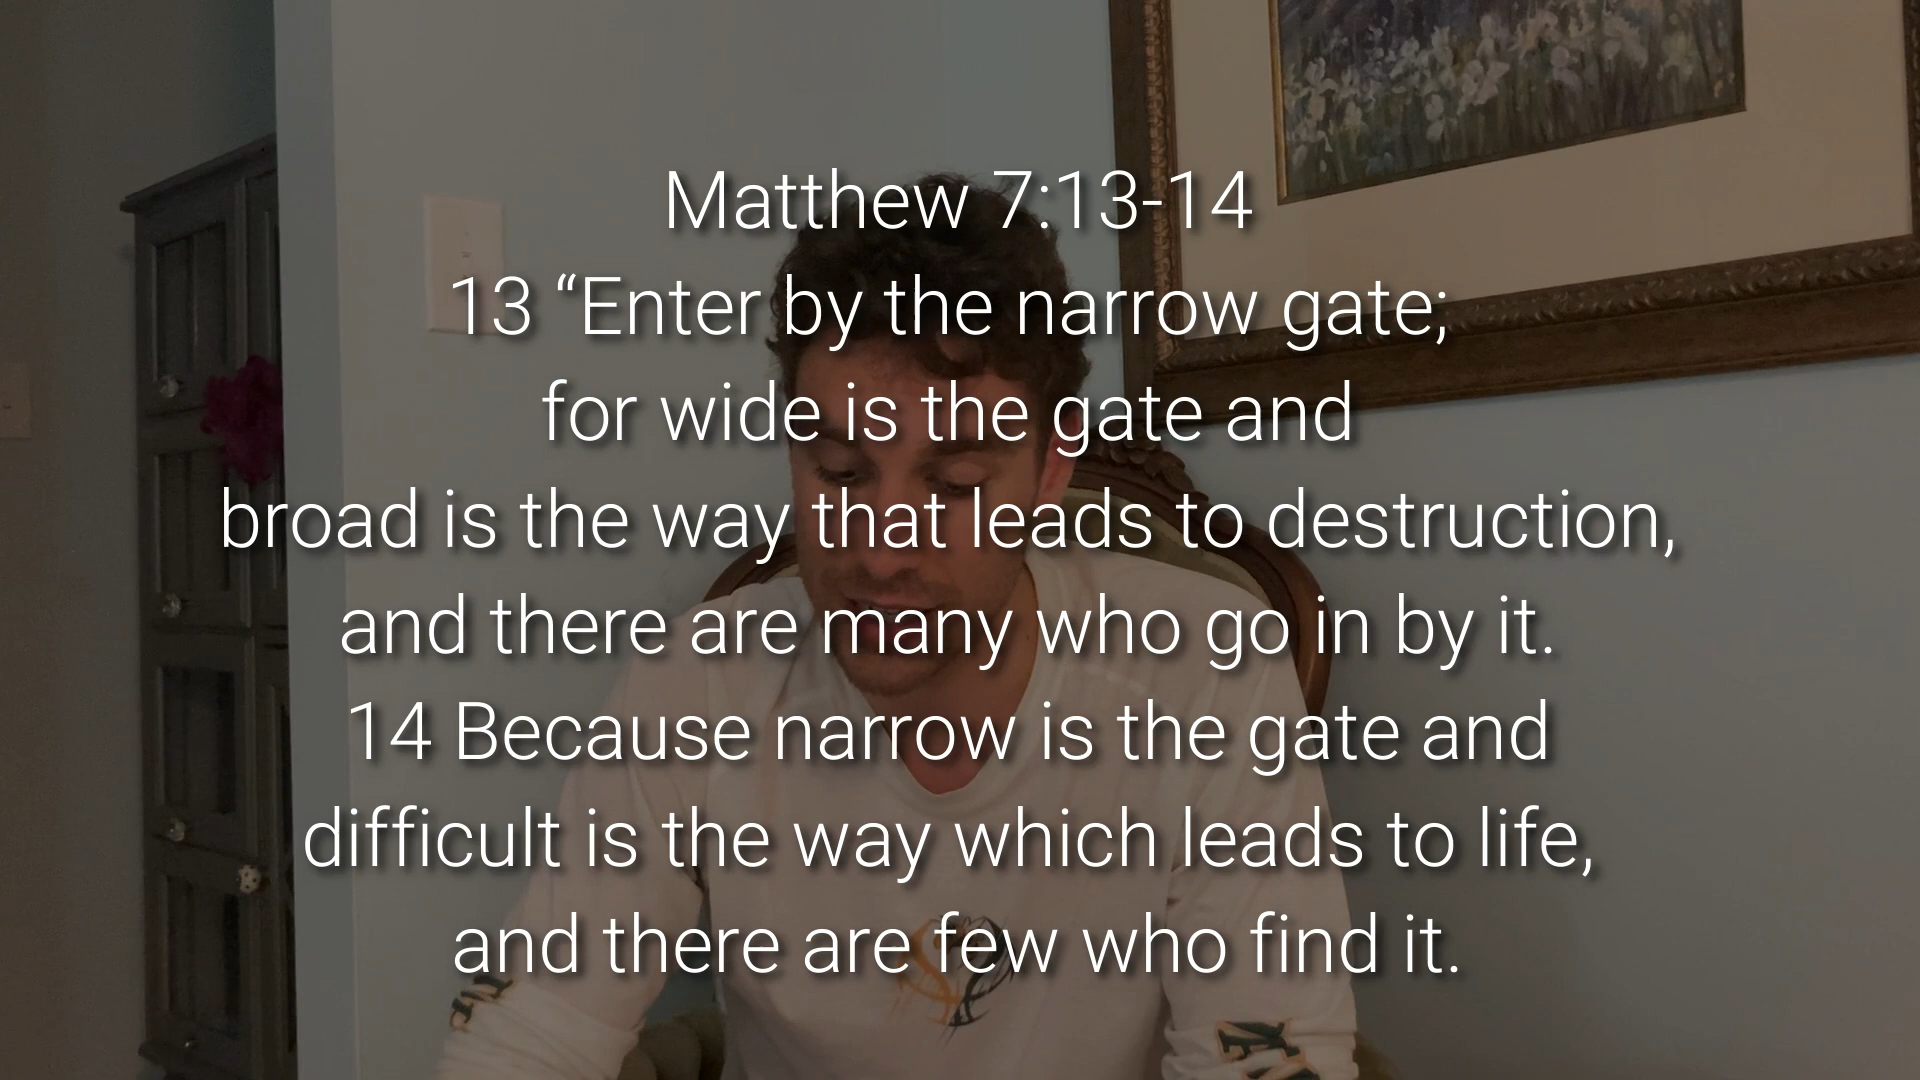 Matthew 7:13-14
13 “Enter by the narrow gate;
for wide is the gate and
broad is the way that leads to destruction,
and there are many who go in by it.
14 Because narrow is the gate and
difficult is the way which leads to life,
and there are few who find it.